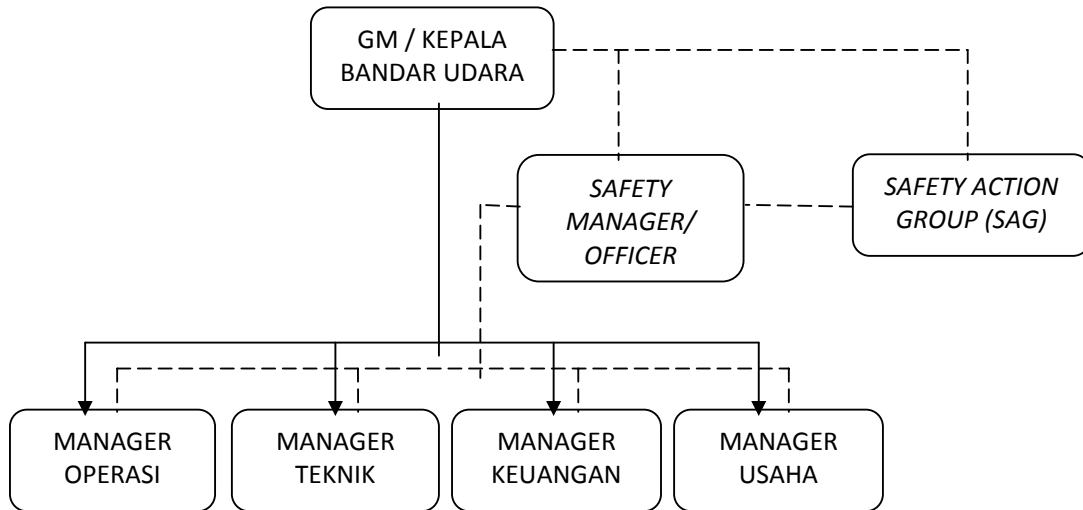 GM / KEPALA
BANDAR UDARA
SAFETY
MANAGER/
OFFICER
SAFETY ACTION
GROUP (SAG)
MANAGER
OPERASI
MANAGER
TEKNIK
MANAGER
KEUANGAN
MANAGER
USAHA